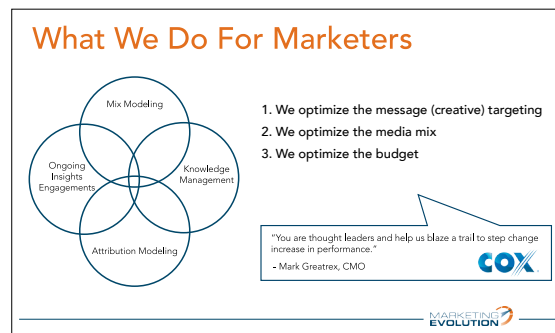 What We Do For Marketers
Mix Modeling
Ongoing
Insights
Engagements
Knowledge
Management
Attribution Modeling
1. We optimize the message (creative) targeting
2. We optimize the media mix
3. We optimize the budget
“You are thought leaders and help us blaze a trail to step change
increase in performance.”
- Mark Greatrex, CMO
COX
MARKETING
EVOLUTION